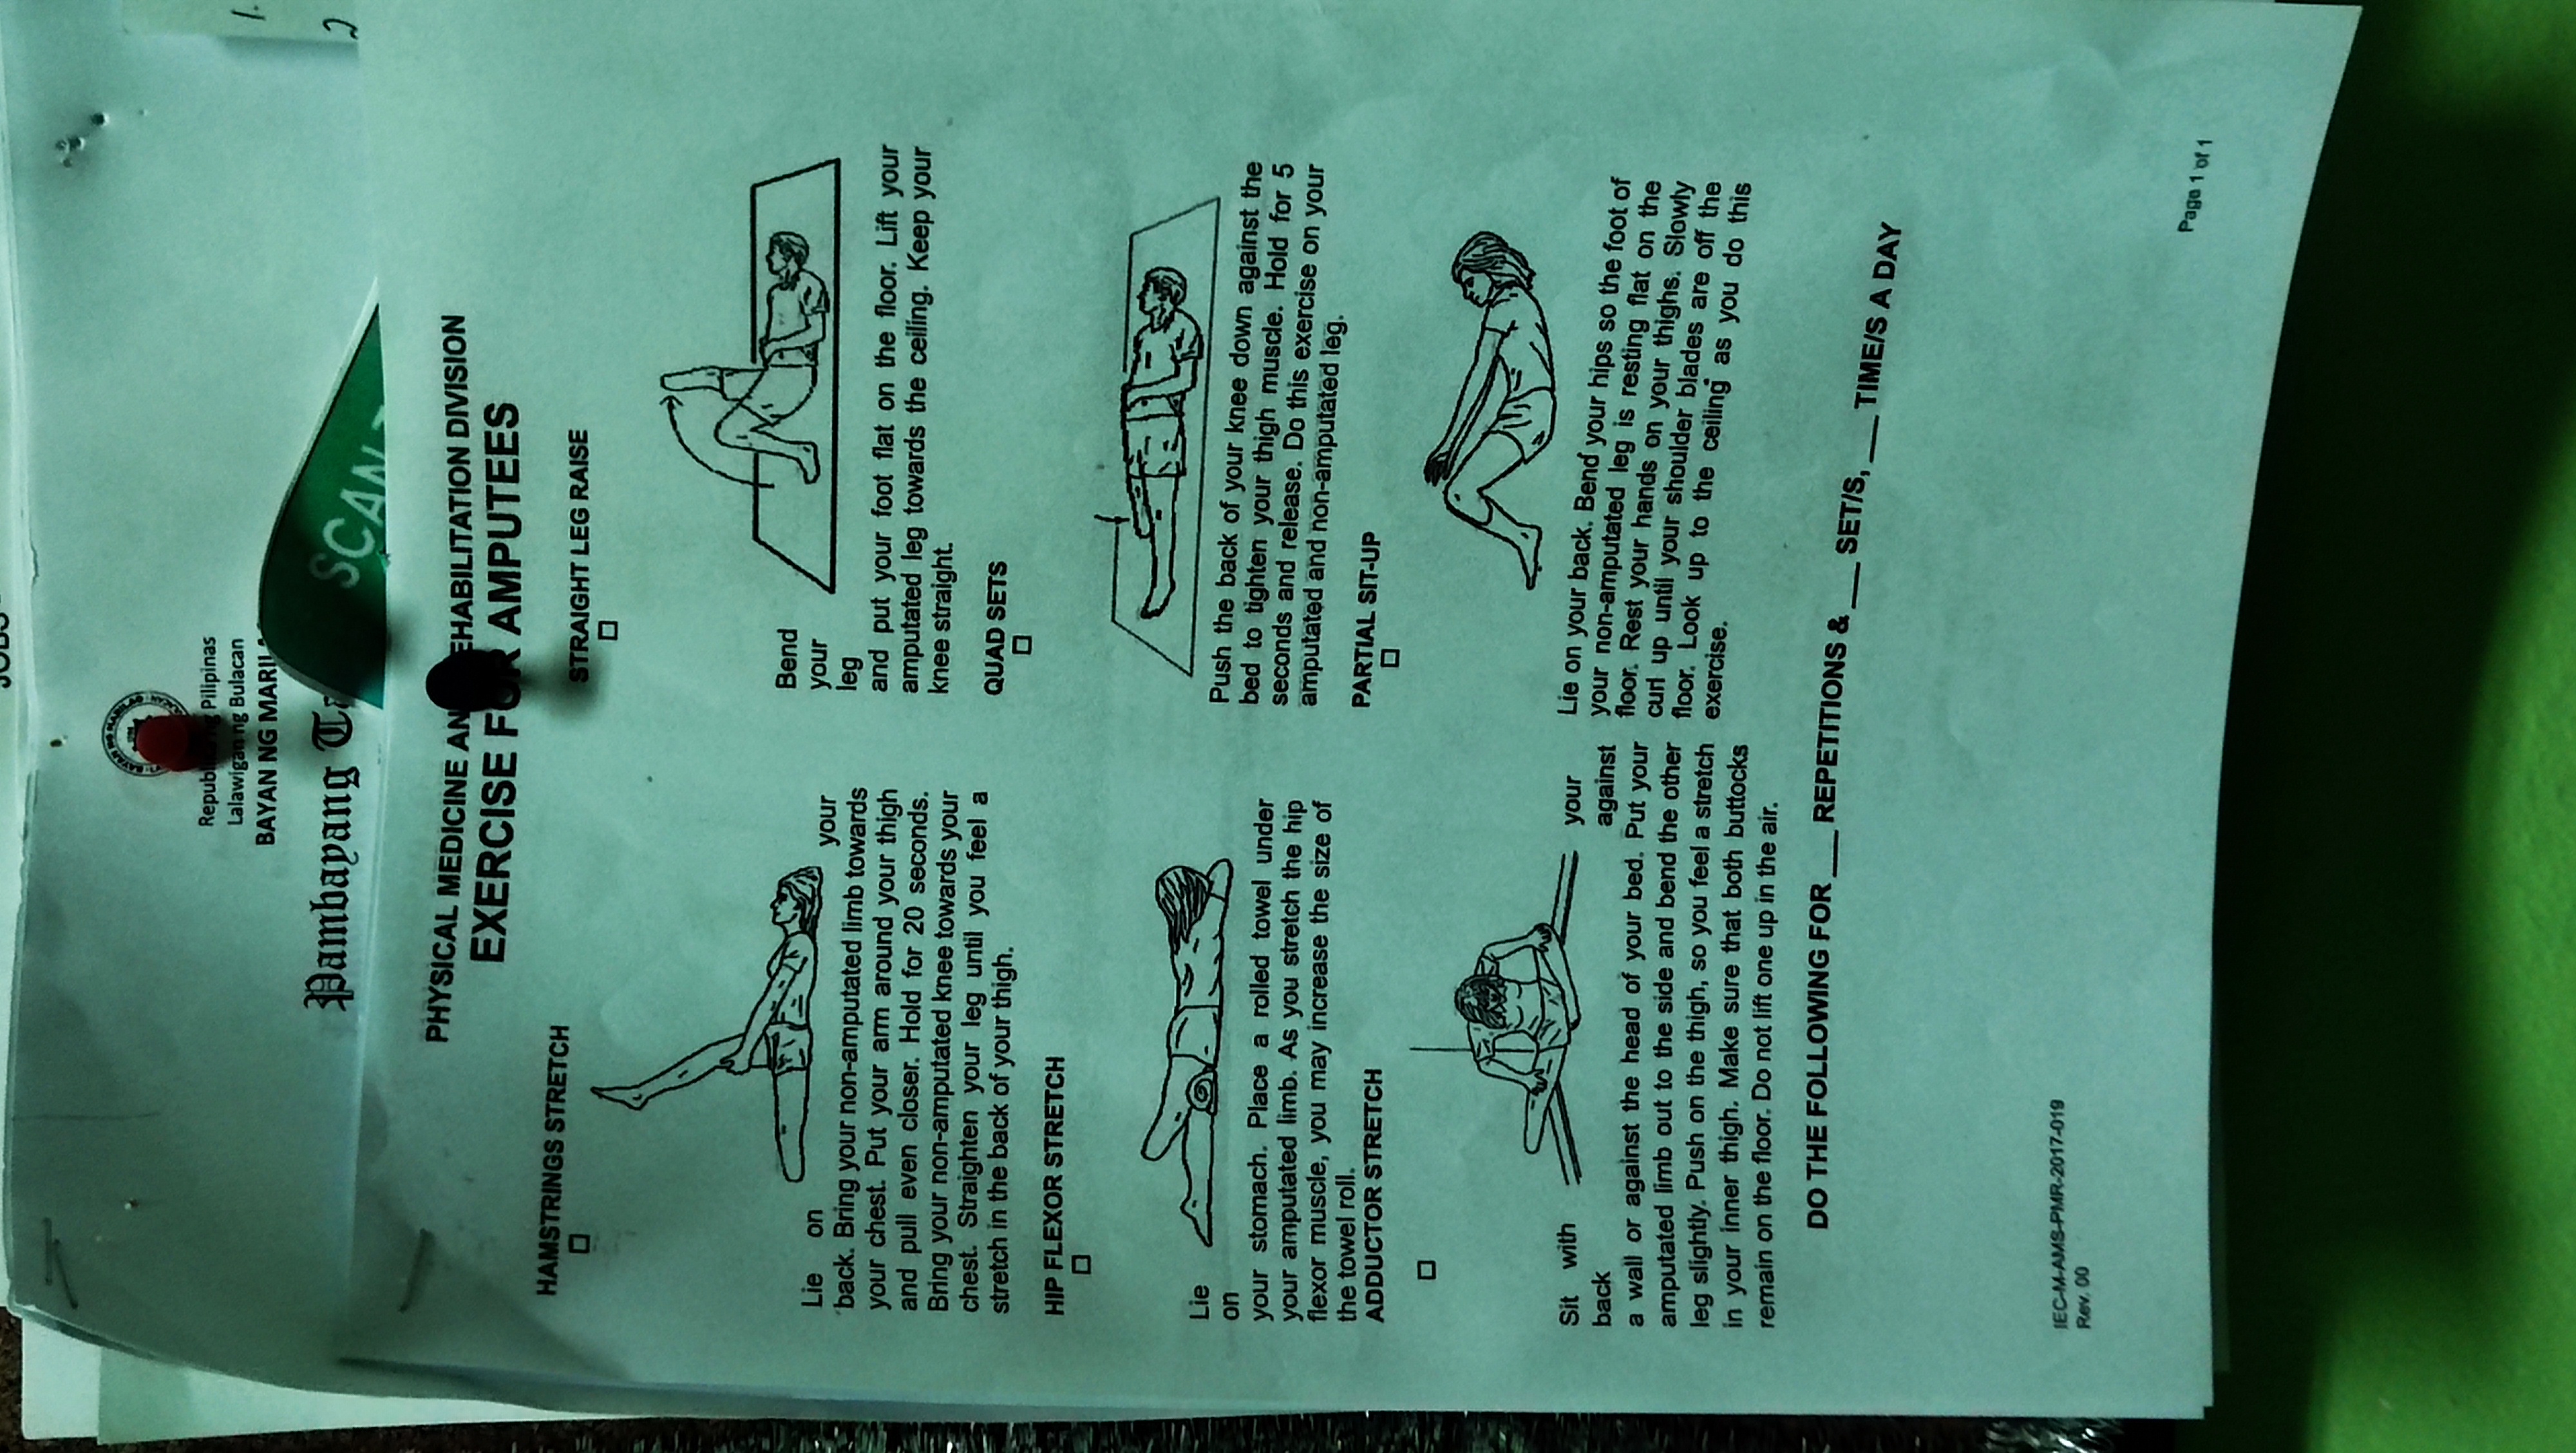 JOBS
Pilipinas
Lalawigan ng Bulacan
BAYAN NG
Pambayang
SCAN
1.
2
PHYSICAL MEDICINE AND REHABILITATION DIVISION
EXERCISE FOR AMPUTEES
HAMSTRINGS STRETCH
Lie on your
back. Bring your non-amputated limb towards
your chest. Put your arm around your thigh
and pull even closer. Hold for 20 seconds.
Bring your non-amputated knee towards your
chest. Straighten your leg until you feel a
stretch in the back of your thigh.
HIP FLEXOR STRETCH
Lie
on
your stomach. Place a rolled towel under
your amputated limb. As you stretch the hip
flexor muscle, you may increase the size of
the towel roll.
ADDUCTOR STRETCH
Sit with your
back against
a wall or against the head of your bed. Put your
amputated limb out to the side and bend the other
leg slightly. Push on the thigh, so you feel a stretch
in your inner thigh. Make sure that both buttocks
remain on the floor. Do not lift one up in the air.
STRAIGHT LEG RAISE
Bend
your
leg
and put your foot flat on the floor. Lift your
amputated leg towards the ceiling. Keep your
knee straight.
QUAD SETS
Push the back of your knee down against the
bed to tighten your thigh muscle. Hold for 5
seconds and release. Do this exercise on your
amputated and non-amputated leg.
PARTIAL SIT-UP
Lie on your back. Bend your hips so the foot of
your non-amputated leg is resting flat on the
floor. Rest your hands on your thighs. Slowly
curl up until your shoulder blades are off the
floor. Look up to the ceiling as you do this
exercise.
DO THE FOLLOWING FOR ___ REPETITIONS & ___ SET/S, ___ TIME/S A DAY
IEC-M-AMS-PMR-2017-019
Rev. 00
Page 1 of 1